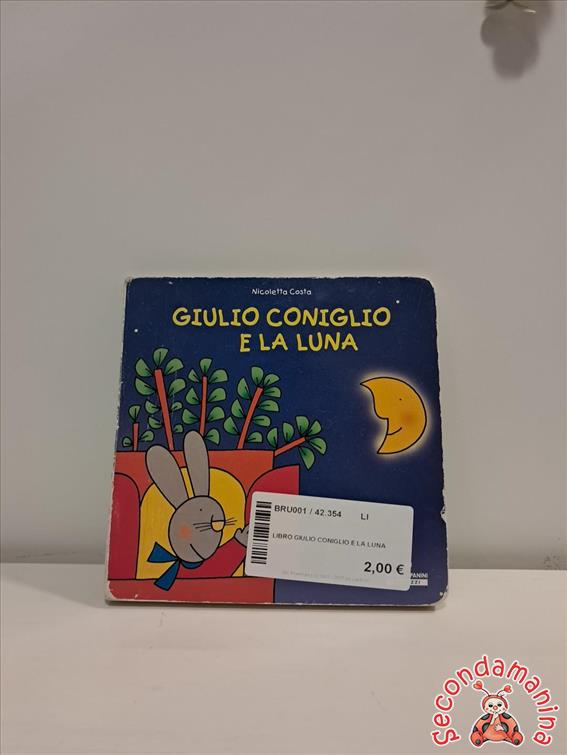 Nicoletta Costa
GIULIO CONIGLIO
E LA LUNA
BRU001 / 42.354 LI
LIBRO GIULIO CONIGLIO E LA LUNA
2,00 €
PANINI
Secondamanina